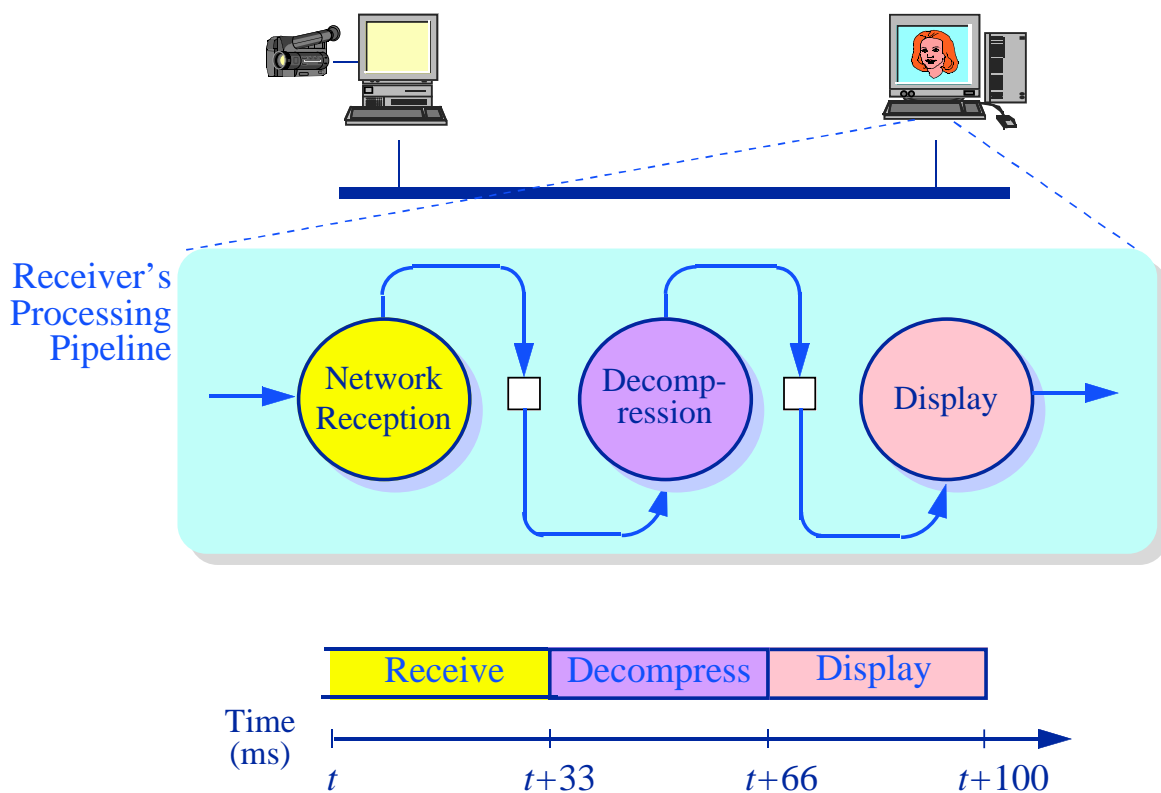 Receiver's
Processing
Pipeline
Network
Reception
Decomp-
ression
Display
Receive
Decompress
Display
Time
(ms)
t
t+33
t+66
t+100